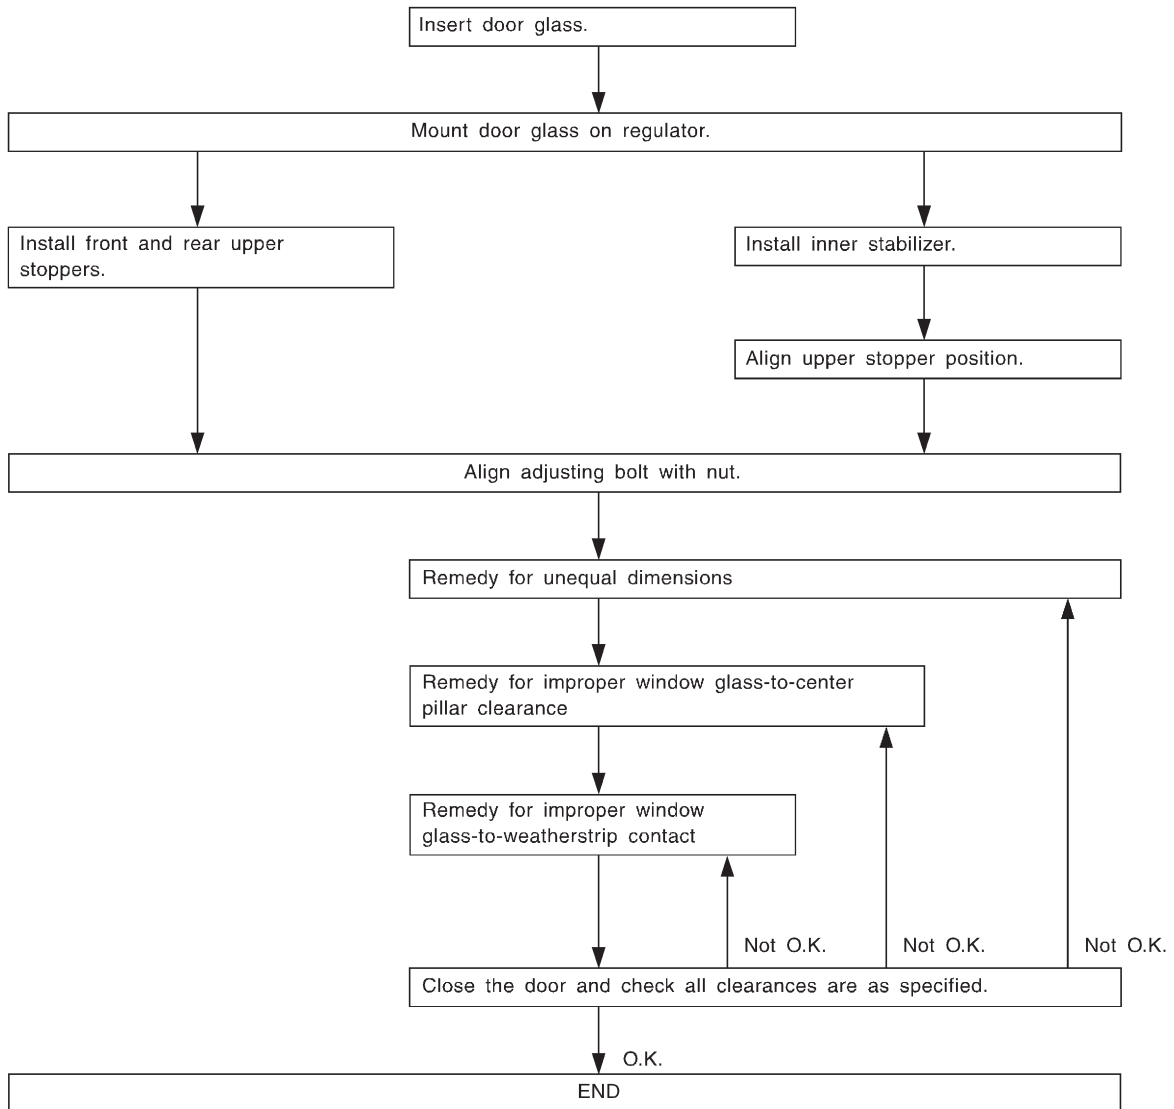 Insert door glass.
Mount door glass on regulator.
Install front and rear upper
stoppers.
Install inner stabilizer.
Align upper stopper position.
Align adjusting bolt with nut.
Remedy for unequal dimensions
Remedy for improper window glass-to-center
pillar clearance
Remedy for improper window
glass-to-weatherstrip contact
Not O.K.
Not O.K.
Not O.K.
Close the door and check all clearances are as specified.
O.K.
END